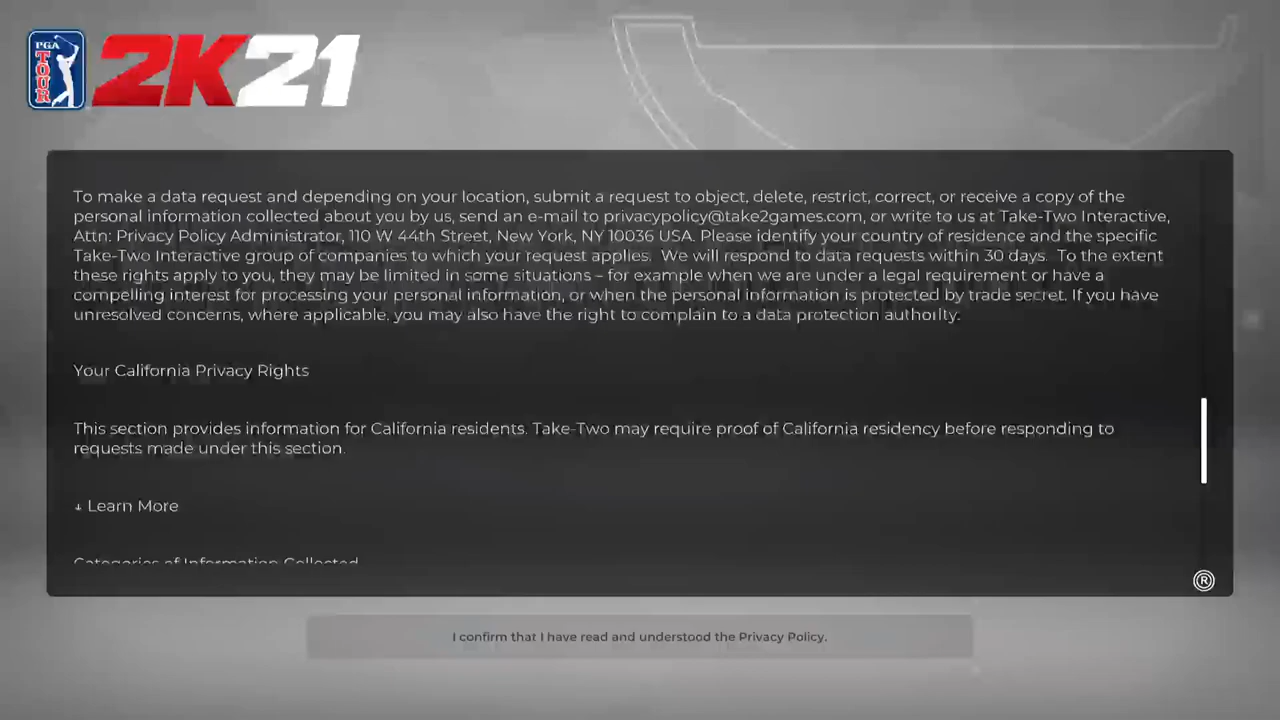 PGA
TOUR
2K21
To make a data request and depending on your location, submit a request to object, delete, restrict, correct, or receive a copy of the
personal information collected about you by us, send an e-mail to privacypolicy@take2games.com, or write to us at Take-Two Interactive,
Attn: Privacy Policy Administrator, 110 W 44th Street, New York, NY 10036 USA. Please identify your country of residence and the specific
Take-Two Interactive group of companies to which your request applies.  We will respond to data requests within 30 days.  To the extent
these rights apply to you, they may be limited in some situations – for example when we are under a legal requirement or have a
compelling interest for processing your personal information, or when the personal information is protected by trade secret. If you have
unresolved concerns, where applicable, you may also have the right to complain to a data protection authority.
Your California Privacy Rights
This section provides information for California residents. Take-Two may require proof of California residency before responding to
requests made under this section.
+ Learn More
Categories of Information Collected
R
I confirm that I have read and understood the Privacy Policy.